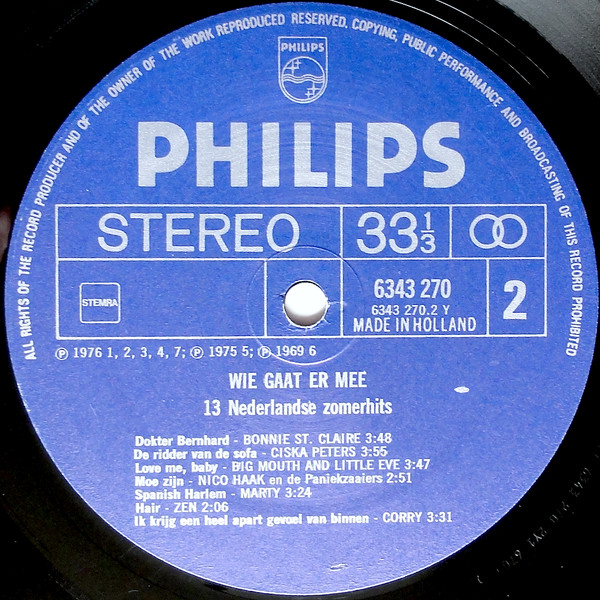 ALL RIGHTS OF THE RECORD PRODUCER AND OF THE OWNER OF THE WORK REPRODUCED RESERVED. COPYING, PUBLIC PERFORMANCE AND BROADCASTING OF THIS RECORD PROHIBITED
PHILIPS
PHILIPS
STEREO 33 1/3
STEMRA
6343 270
6343 270.2 Y
MADE IN HOLLAND
2
Ⓟ 1976 1, 2, 3, 4, 7; Ⓟ 1975 5; Ⓟ 1969 6
WIE GAAT ER MEE
13 Nederlandse zomerhits
Dokter Bernhard - BONNIE ST. CLAIRE 3:48
De ridder van de sofa - CISKA PETERS 3:55
Love me, baby - BIG MOUTH AND LITTLE EVE 3:47
Moe zijn - NICO HAAK en de Paniekzaaiers 2:51
Spanish Harlem - MARTY 3:24
Hair - ZEN 2:06
Ik krijg een heel apart gevoel van binnen - CORRY 3:31